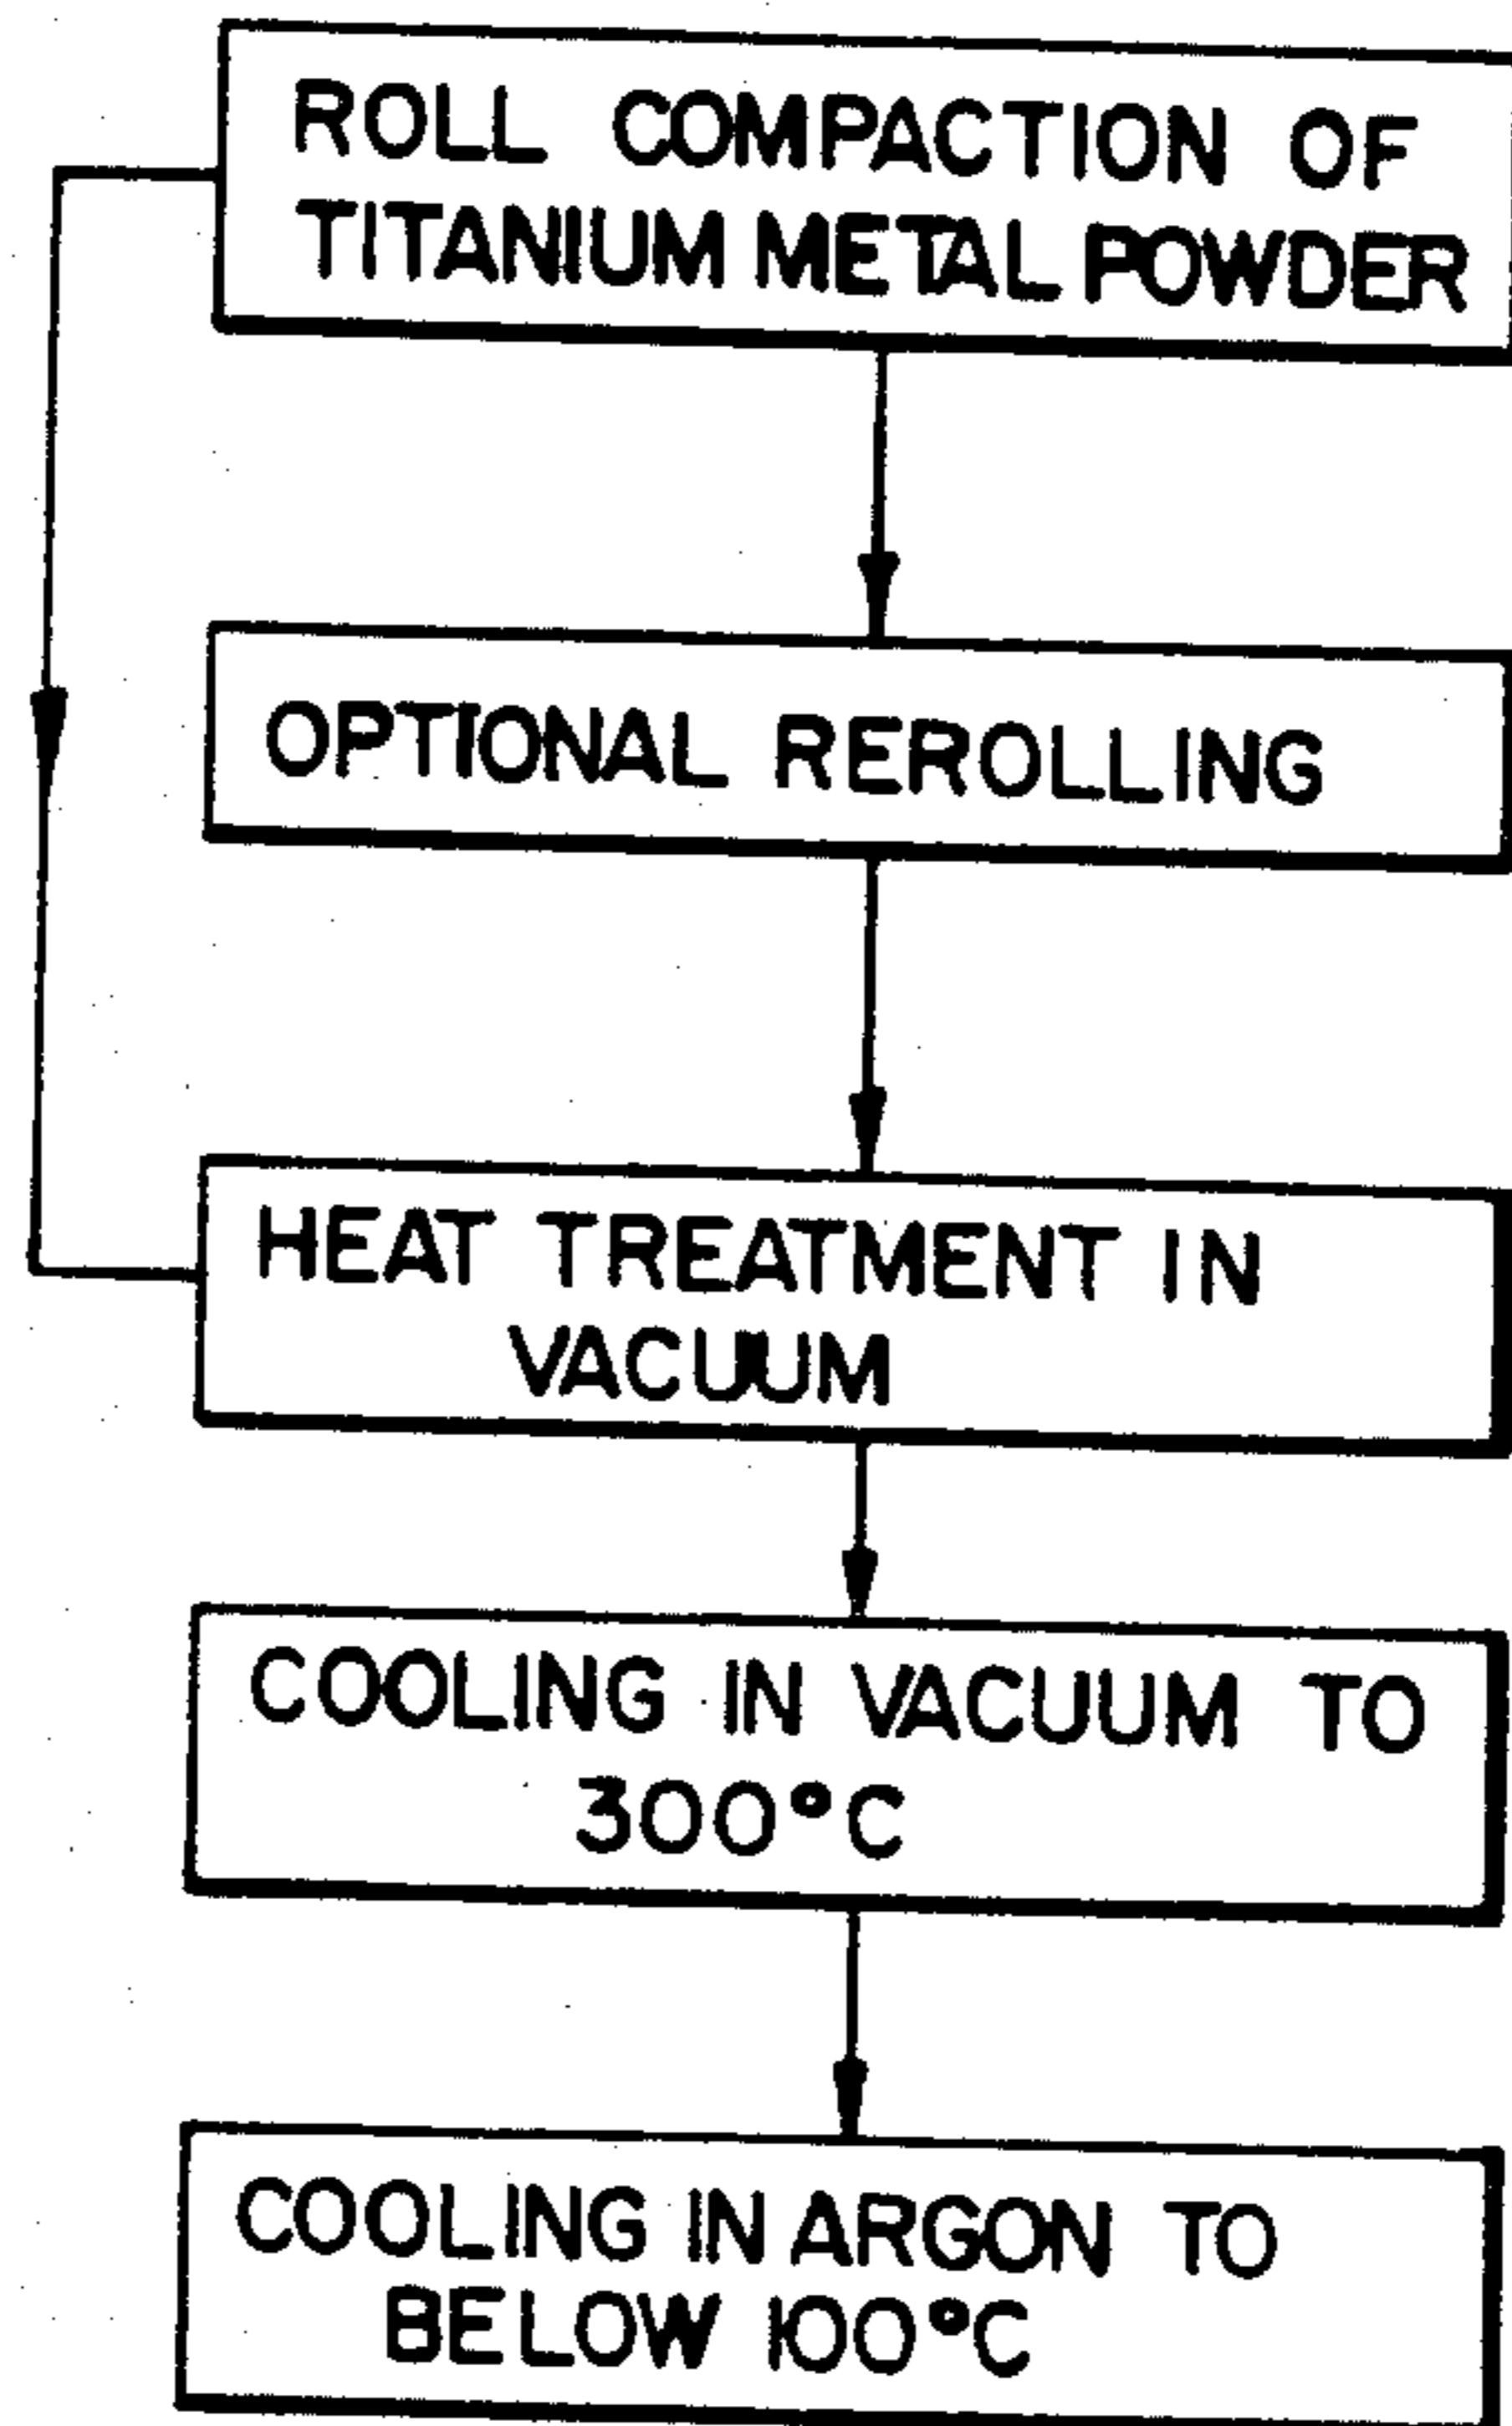 ROLL COMPACTION OF
TITANIUM METAL POWDER
OPTIONAL REROLLING
HEAT TREATMENT IN
VACUUM
COOLING IN VACUUM TO
300°C
COOLING IN ARGON TO
BELOW 100°C